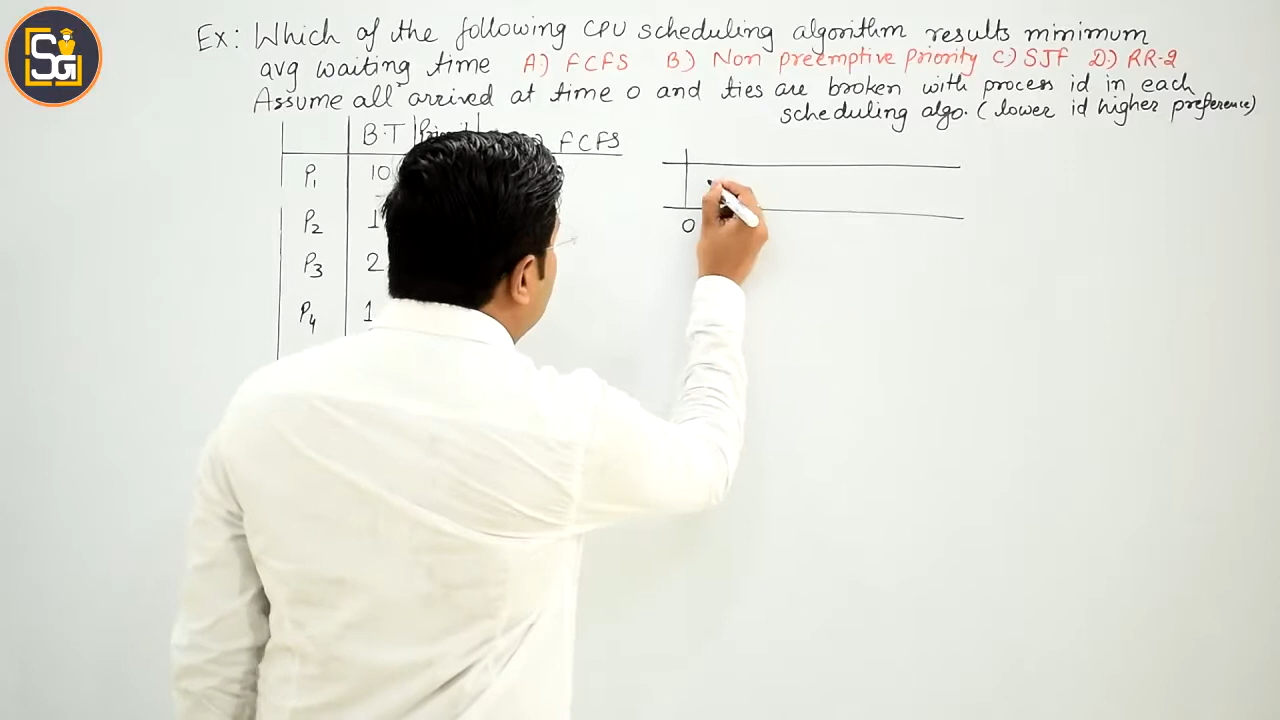 SG
Ex: Which of the following CPU scheduling algorithm results minimum
avg waiting time A) FCFS B) Non preemptive Priority C) SJF D) RR-2
Assume all arrived at time 0 and ties are broken with process id in each
scheduling algo. (lower id higher preference)
B.T FCFS
P1 10
P2 1
P3 2
P4 1
0